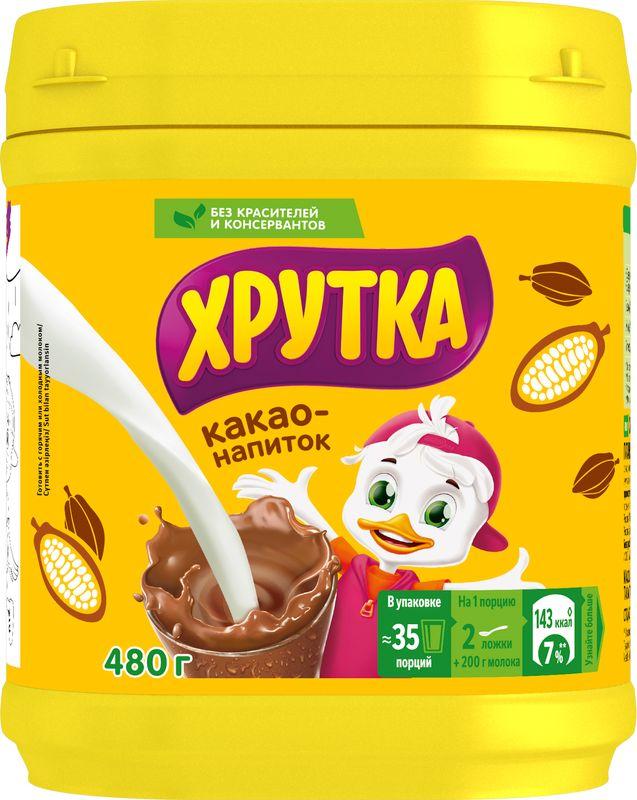 БЕЗ КРАСИТЕЛЕЙ
И КОНСЕРВАНТОВ
ХРУТКА
какао-
напиток
Готовить с горячим или холодным молоком/
Сүтпен әзірлеңіз/ Sut bilan tayyorlansin
480 г
В упаковке
≈35
порций
На 1 порцию
2 ложки
+ 200 г молока
143 ккал◊
7%**
Узнайте больше